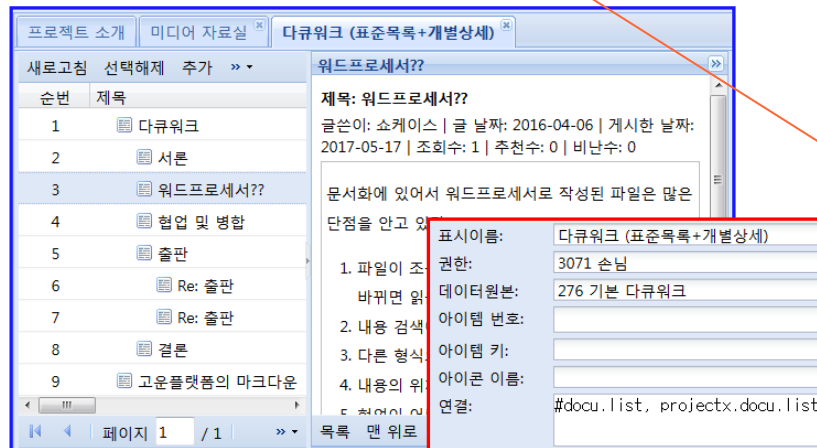 프로젝트 소개 미디어 자료실 다큐워크 (표준목록+개별상세)
새로고침 선택해제 추가 »
순번 제목
1 다큐워크
2 서론
3 워드프로세서??
4 협업 및 병합
5 출판
6 Re: 출판
7 Re: 출판
8 결론
9 고운플랫폼의 마크다운
페이지 1 / 1 »
워드프로세서?? »
제목: 워드프로세서??
글쓴이: 쇼케이스 | 글 날짜: 2016-04-06 | 게시한 날짜:
2017-05-17 | 조회수: 1 | 추천수: 0 | 비난수: 0
문서화에 있어서 워드프로세서로 작성된 파일은 많은
단점을 안고 있
1. 파일이 조
바뀌면 읽
2. 내용 검색
3. 다른 형식
4. 내용의 위
목록 맨 위로
표시이름: 다큐워크 (표준목록+개별상세)
권한: 3071 손님
데이터원본: 276 기본 다큐워크
아이템 번호:
아이템 키:
아이콘 이름:
연결: #docu.list, projectx.docu.list